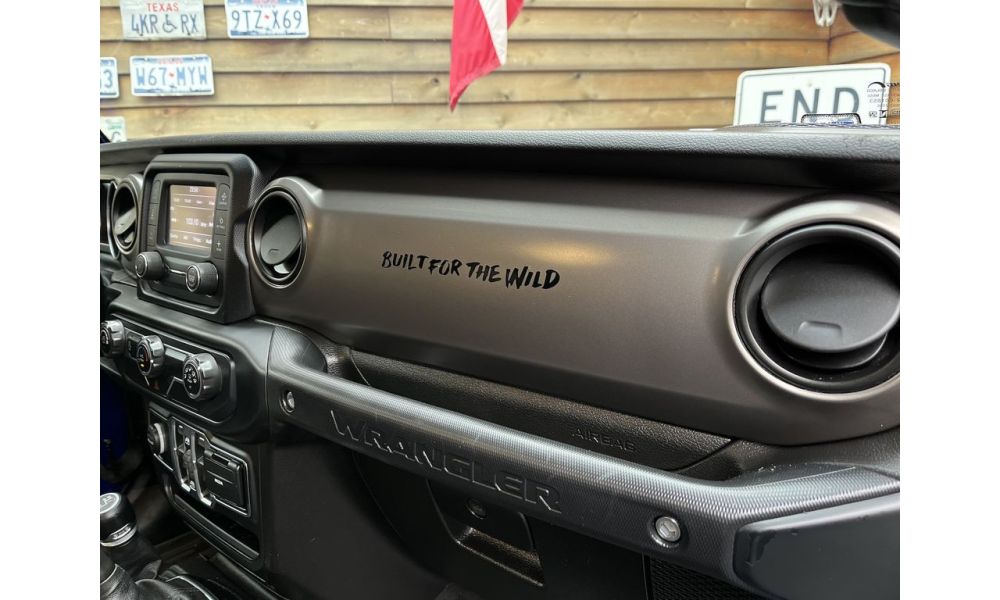 TEXAS
4KR RX
9TZ X69
W67 MYW
END
BUILT FOR THE WILD
WRANGLER
AIRBAG